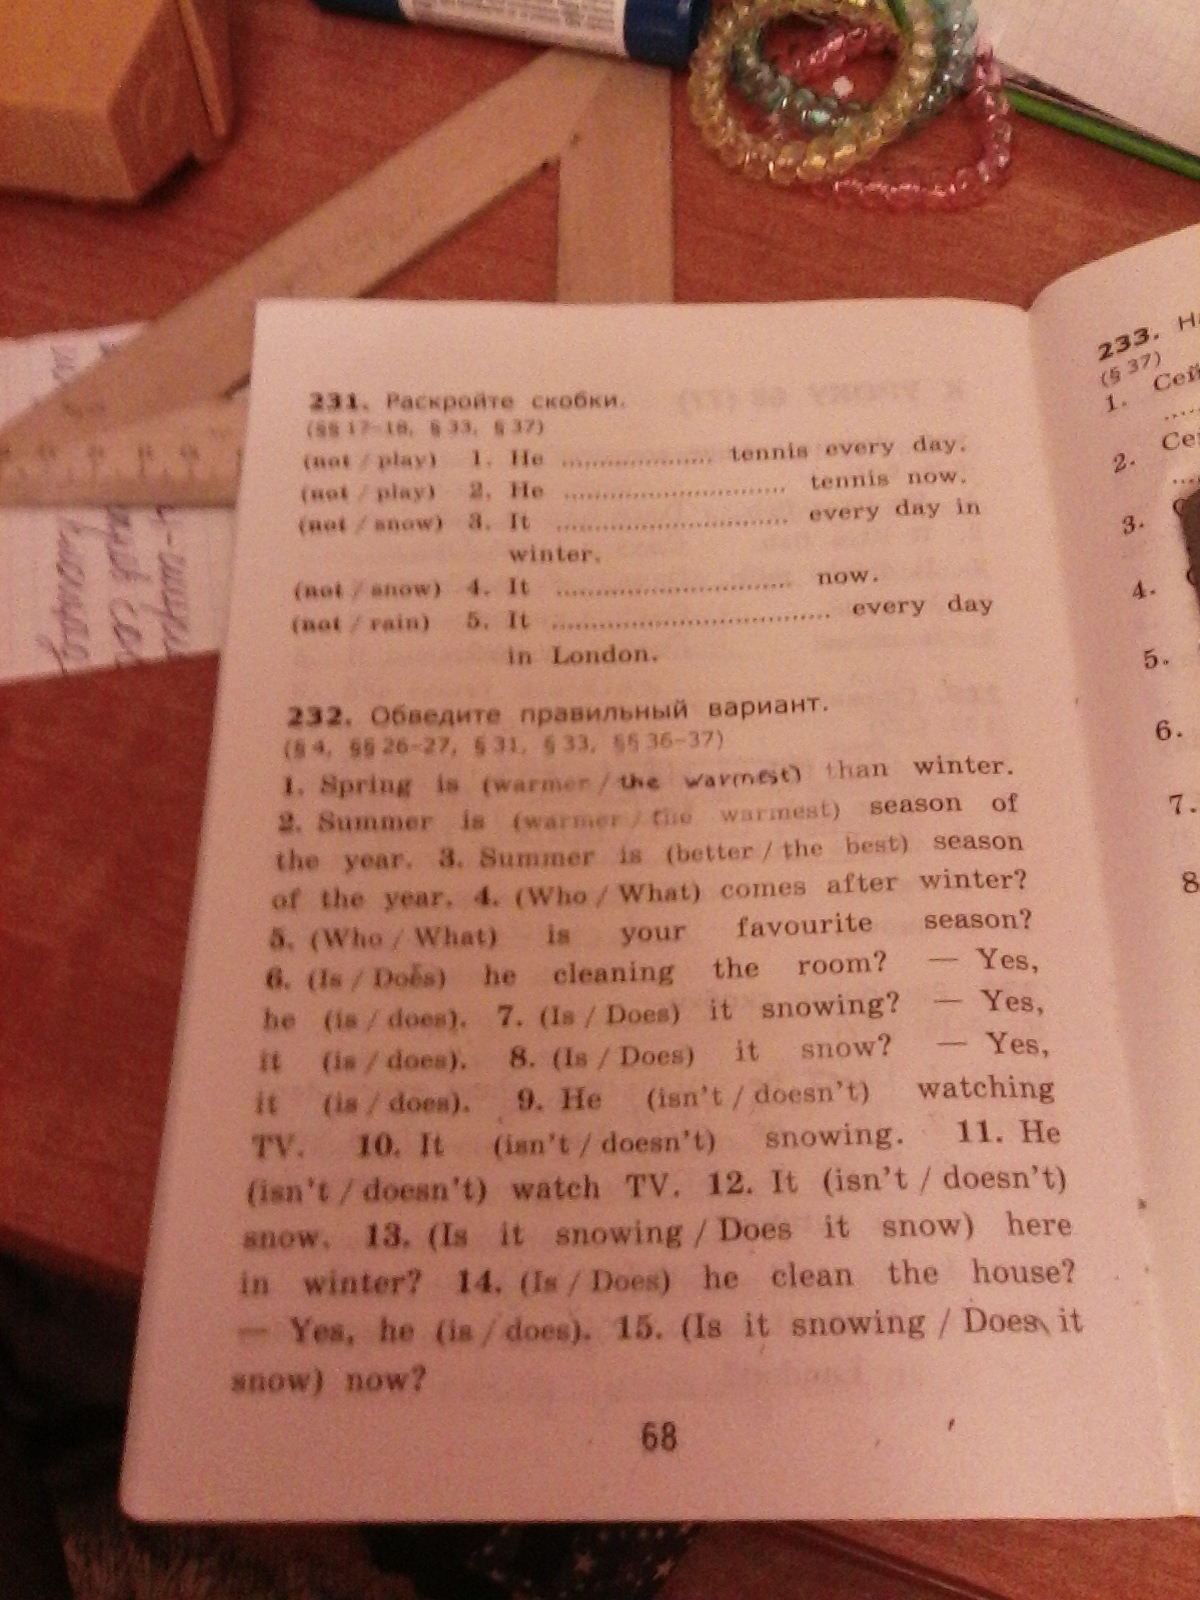 231. Раскройте скобки.
(§§ 17–18, § 33, § 37)
(not / play) 1. He .................... tennis every day.
(not / play) 2. He .............................. tennis now.
(not / snow) 3. It .............................. every day in
winter.
(not / snow) 4. It .............................. now.
(not / rain) 5. It .................................... every day
in London.
232. Обведите правильный вариант.
(§ 4, §§ 26–27, § 31, § 33, §§ 36–37)
1. Spring is (warmer / the warmest) than winter.
2. Summer is (warmer / the warmest) season of
the year. 3. Summer is (better / the best) season
of the year. 4. (Who / What) comes after winter?
5. (Who / What) is your favourite season?
6. (Is / Does) he cleaning the room? — Yes,
he (is / does). 7. (Is / Does) it snowing? — Yes,
it (is / does). 8. (Is / Does) it snow? — Yes,
it (is / does). 9. He (isn't / doesn't) watching
TV. 10. It (isn't / doesn't) snowing. 11. He
(isn't / doesn't) watch TV. 12. It (isn't / doesn't)
snow. 13. (Is it snowing / Does it snow) here
in winter? 14. (Is / Does) he clean the house?
— Yes, he (is / does). 15. (Is it snowing / Does it
snow) now?
68
233.
(§ 37)
1.
2.
3.
4.
5.
6.
7.
8